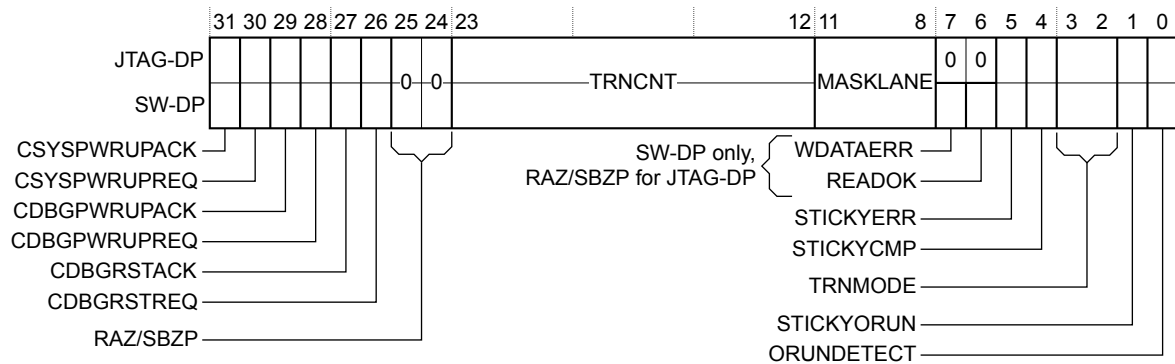 31 30 29 28 27 26 25 24 23 12 11 8 7 6 5 4 3 2 1 0
JTAG-DP 0 0
0 0 TRNCNT MASKLANE
SW-DP
CSYSPWRUPACK
CSYSPWRUPREQ
CDBGPWRUPACK
CDBGPWRUPREQ
CDBGRSTACK
CDBGRSTREQ
RAZ/SBZP
SW-DP only,
RAZ/SBZP for JTAG-DP
WDATAERR
READOK
STICKYERR
STICKYCMP
TRNMODE
STICKYORUN
ORUNDETECT